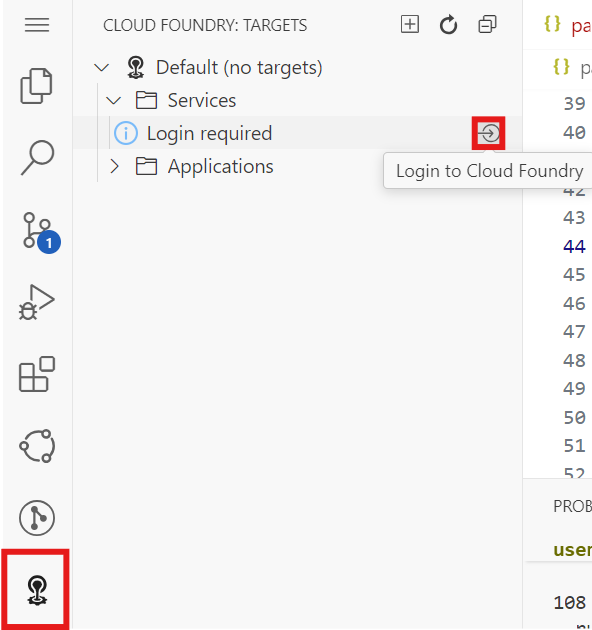 CLOUD FOUNDRY: TARGETS
Default (no targets)
Services
Login required
Applications
Login to Cloud Foundry
1
pa
pa
39
40
42
43
44
45
46
47
48
49
50
51
52
PROB
user
108